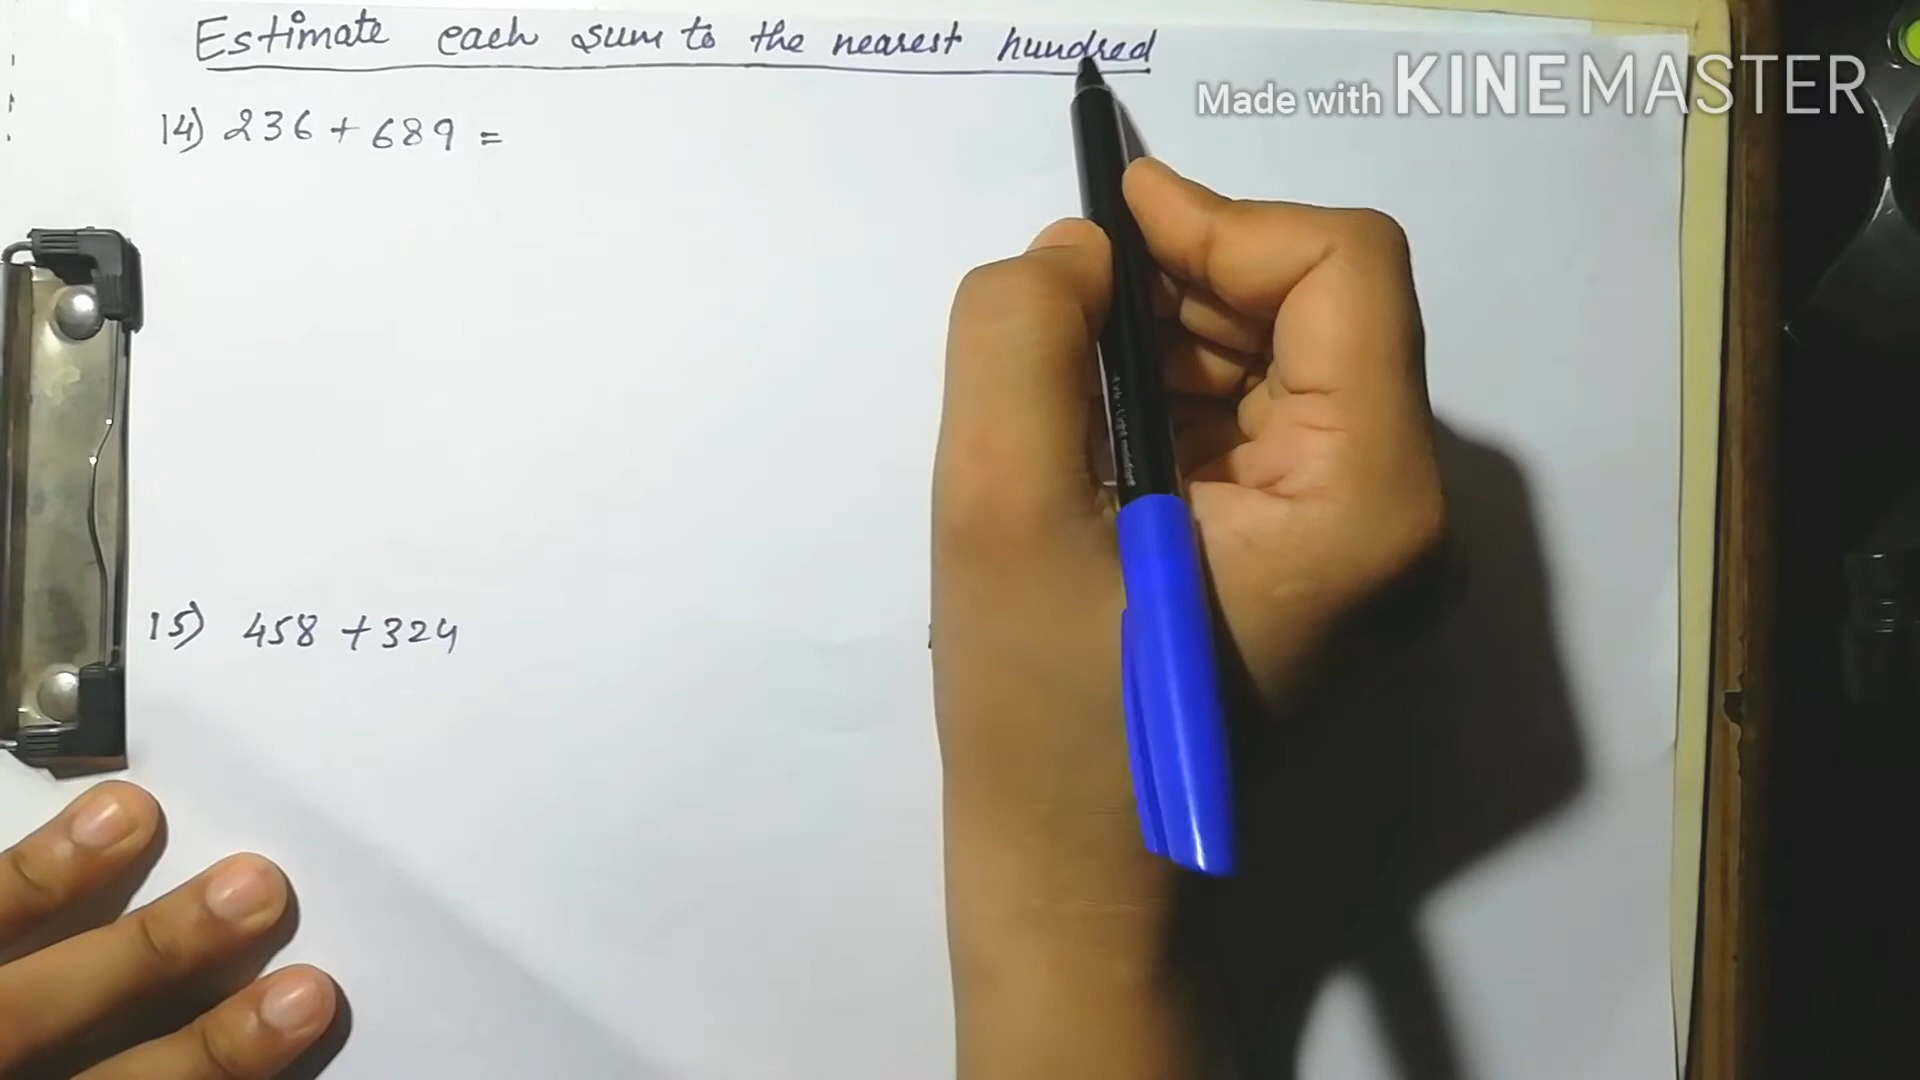 Estimate each sum to the nearest hundred
Made with KINEMASTER
14) 236 + 689 =
15) 458 + 324